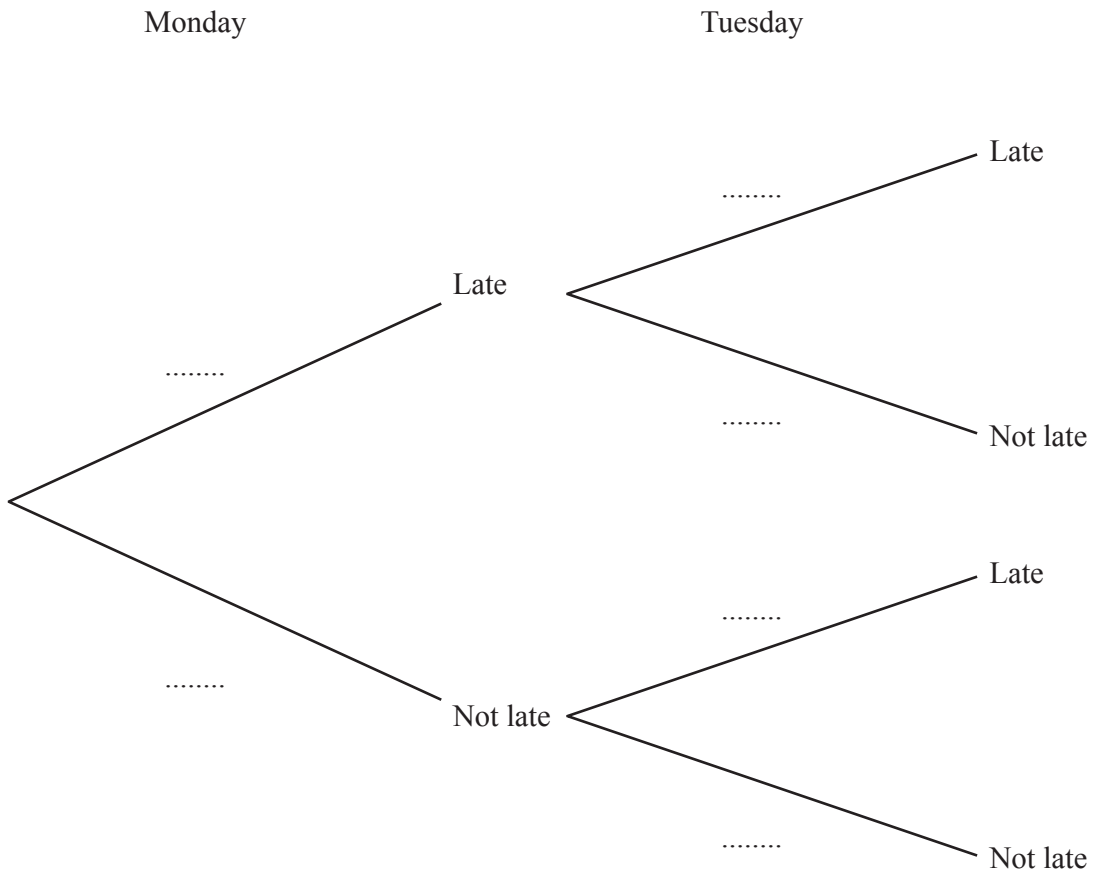 Monday Tuesday
Late
........
Late
........
........
Not late
Late
........
........
Not late
........
Not late